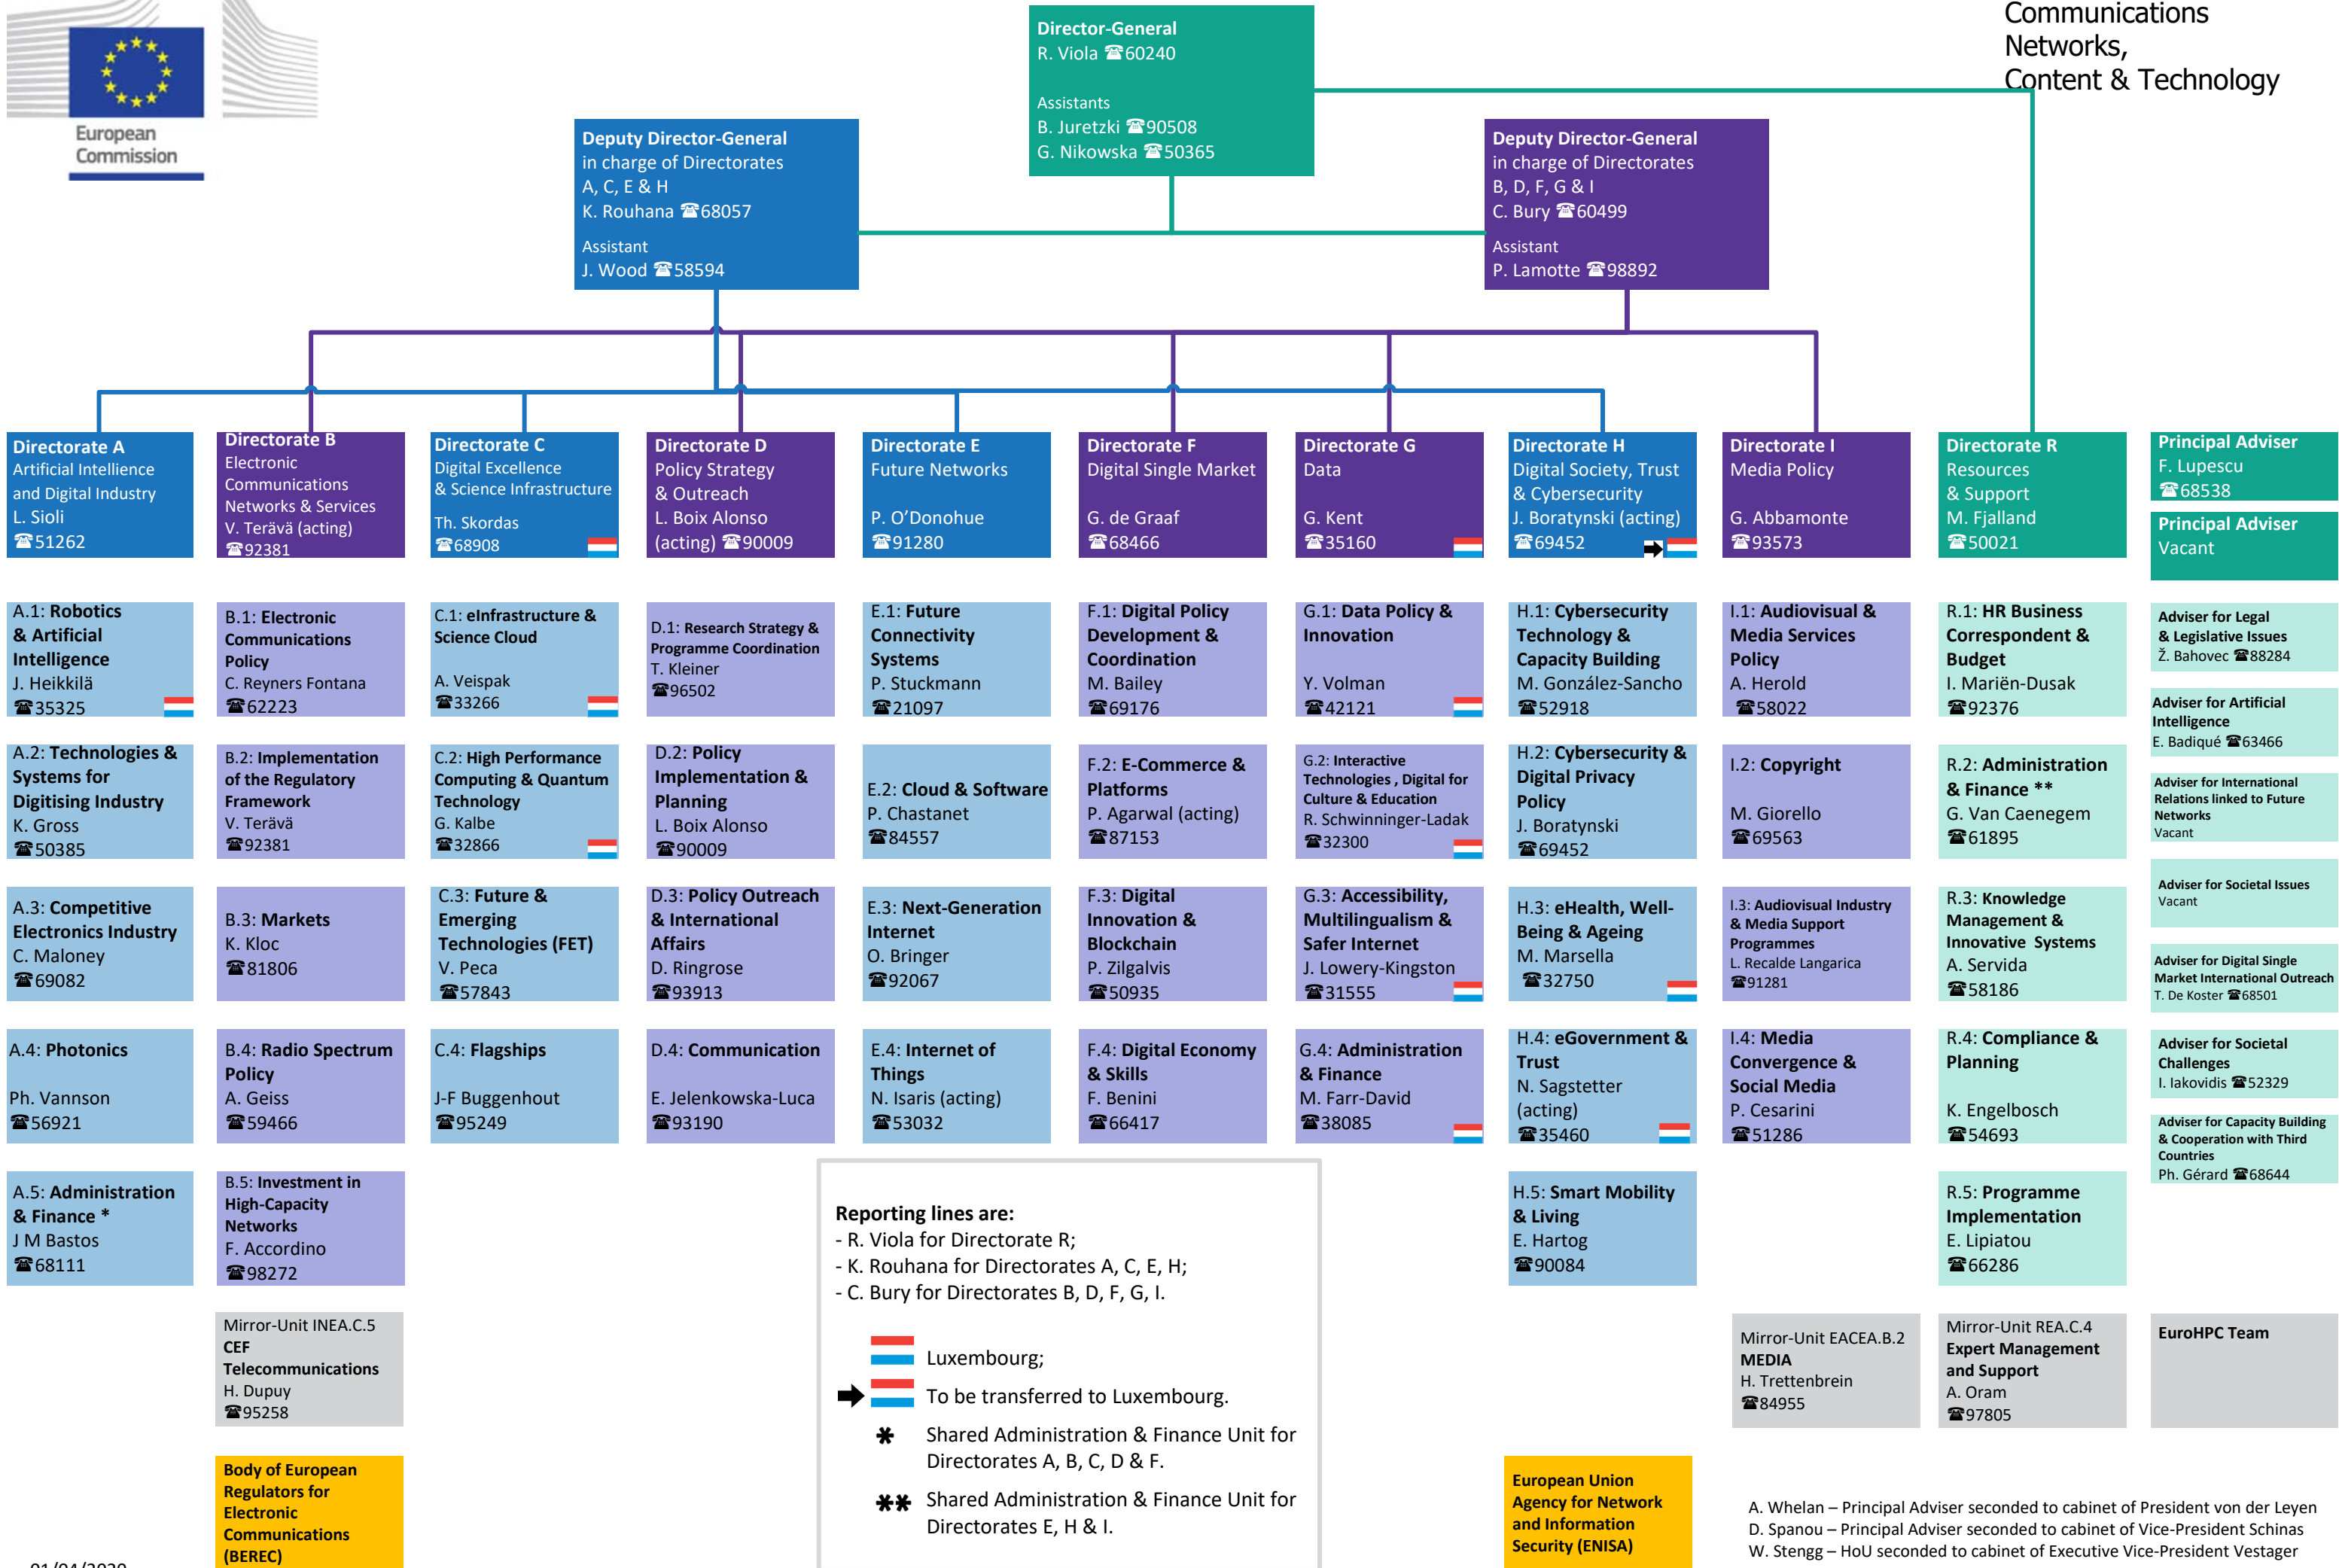 European
Commission
Communications
Networks,
Content & Technology
Director-General
R. Viola ☎60240
Assistants
B. Juretzki ☎90508
G. Nikowska ☎50365
Deputy Director-General
in charge of Directorates
A, C, E & H
K. Rouhana ☎68057
Assistant
J. Wood ☎58594
Deputy Director-General
in charge of Directorates
B, D, F, G & I
C. Bury ☎60499
Assistant
P. Lamotte ☎98892
Directorate A
Artificial Intellience
and Digital Industry
L. Sioli
☎51262
Directorate B
Electronic
Communications
Networks & Services
V. Terävä (acting)
☎92381
Directorate C
Digital Excellence
& Science Infrastructure
Th. Skordas
☎68908
Directorate D
Policy Strategy
& Outreach
L. Boix Alonso
(acting) ☎90009
Directorate E
Future Networks
P. O’Donohue
☎91280
Directorate F
Digital Single Market
G. de Graaf
☎68466
Directorate G
Data
G. Kent
☎35160
Directorate H
Digital Society, Trust
& Cybersecurity
J. Boratynski (acting)
☎69452
Directorate I
Media Policy
G. Abbamonte
☎93573
Directorate R
Resources
& Support
M. Fjalland
☎50021
Principal Adviser
F. Lupescu
☎68538
Principal Adviser
Vacant
A.1: Robotics
& Artificial
Intelligence
J. Heikkilä
☎35325
B.1: Electronic
Communications
Policy
C. Reyners Fontana
☎62223
C.1: eInfrastructure &
Science Cloud
A. Veispak
☎33266
D.1: Research Strategy &
Programme Coordination
T. Kleiner
☎96502
E.1: Future
Connectivity
Systems
P. Stuckmann
☎21097
F.1: Digital Policy
Development &
Coordination
M. Bailey
☎69176
G.1: Data Policy &
Innovation
Y. Volman
☎42121
H.1: Cybersecurity
Technology &
Capacity Building
M. González-Sancho
☎52918
I.1: Audiovisual &
Media Services
Policy
A. Herold
☎58022
R.1: HR Business
Correspondent &
Budget
I. Mariën-Dusak
☎92376
Adviser for Legal
& Legislative Issues
Ž. Bahovec ☎88284
Adviser for Artificial
Intelligence
E. Badiqué ☎63466
A.2: Technologies &
Systems for
Digitising Industry
K. Gross
☎50385
B.2: Implementation
of the Regulatory
Framework
V. Terävä
☎92381
C.2: High Performance
Computing & Quantum
Technology
G. Kalbe
☎32866
D.2: Policy
Implementation &
Planning
L. Boix Alonso
☎90009
E.2: Cloud & Software
P. Chastanet
☎84557
F.2: E-Commerce &
Platforms
P. Agarwal (acting)
☎87153
G.2: Interactive
Technologies , Digital for
Culture & Education
R. Schwinninger-Ladak
☎32300
H.2: Cybersecurity &
Digital Privacy
Policy
J. Boratynski
☎69452
I.2: Copyright
M. Giorello
☎69563
R.2: Administration
& Finance **
G. Van Caenegem
☎61895
Adviser for International
Relations linked to Future
Networks
Vacant
Adviser for Societal Issues
Vacant
A.3: Competitive
Electronics Industry
C. Maloney
☎69082
B.3: Markets
K. Kloc
☎81806
C.3: Future &
Emerging
Technologies (FET)
V. Peca
☎57843
D.3: Policy Outreach
& International
Affairs
D. Ringrose
☎93913
E.3: Next-Generation
Internet
O. Bringer
☎92067
F.3: Digital
Innovation &
Blockchain
P. Zilgalvis
☎50935
G.3: Accessibility,
Multilingualism &
Safer Internet
J. Lowery-Kingston
☎31555
H.3: eHealth, Well-
Being & Ageing
M. Marsella
☎32750
I.3: Audiovisual Industry
& Media Support
Programmes
L. Recalde Langarica
☎91281
R.3: Knowledge
Management &
Innovative Systems
A. Servida
☎58186
Adviser for Digital Single
Market International Outreach
T. De Koster ☎68501
A.4: Photonics
Ph. Vannson
☎56921
B.4: Radio Spectrum
Policy
A. Geiss
☎59466
C.4: Flagships
J-F Buggenhout
☎95249
D.4: Communication
E. Jelenkowska-Luca
☎93190
E.4: Internet of
Things
N. Isaris (acting)
☎53032
F.4: Digital Economy
& Skills
F. Benini
☎66417
G.4: Administration
& Finance
M. Farr-David
☎38085
H.4: eGovernment &
Trust
N. Sagstetter
(acting)
☎35460
I.4: Media
Convergence &
Social Media
P. Cesarini
☎51286
R.4: Compliance &
Planning
K. Engelbosch
☎54693
Adviser for Societal
Challenges
I. Iakovidis ☎52329
Adviser for Capacity Building
& Cooperation with Third
Countries
Ph. Gérard ☎68644
A.5: Administration
& Finance *
J M Bastos
☎68111
B.5: Investment in
High-Capacity
Networks
F. Accordino
☎98272
H.5: Smart Mobility
& Living
E. Hartog
☎90084
R.5: Programme
Implementation
E. Lipiatou
☎66286
Reporting lines are:
- R. Viola for Directorate R;
- K. Rouhana for Directorates A, C, E, H;
- C. Bury for Directorates B, D, F, G, I.
Luxembourg;
To be transferred to Luxembourg.
* Shared Administration & Finance Unit for
Directorates A, B, C, D & F.
** Shared Administration & Finance Unit for
Directorates E, H & I.
Mirror-Unit INEA.C.5
CEF
Telecommunications
H. Dupuy
☎95258
Mirror-Unit EACEA.B.2
MEDIA
H. Trettenbrein
☎84955
Mirror-Unit REA.C.4
Expert Management
and Support
A. Oram
☎97805
EuroHPC Team
Body of European
Regulators for
Electronic
Communications
(BEREC)
European Union
Agency for Network
and Information
Security (ENISA)
A. Whelan – Principal Adviser seconded to cabinet of President von der Leyen
D. Spanou – Principal Adviser seconded to cabinet of Vice-President Schinas
W. Stengg – HoU seconded to cabinet of Executive Vice-President Vestager
01/04/2020